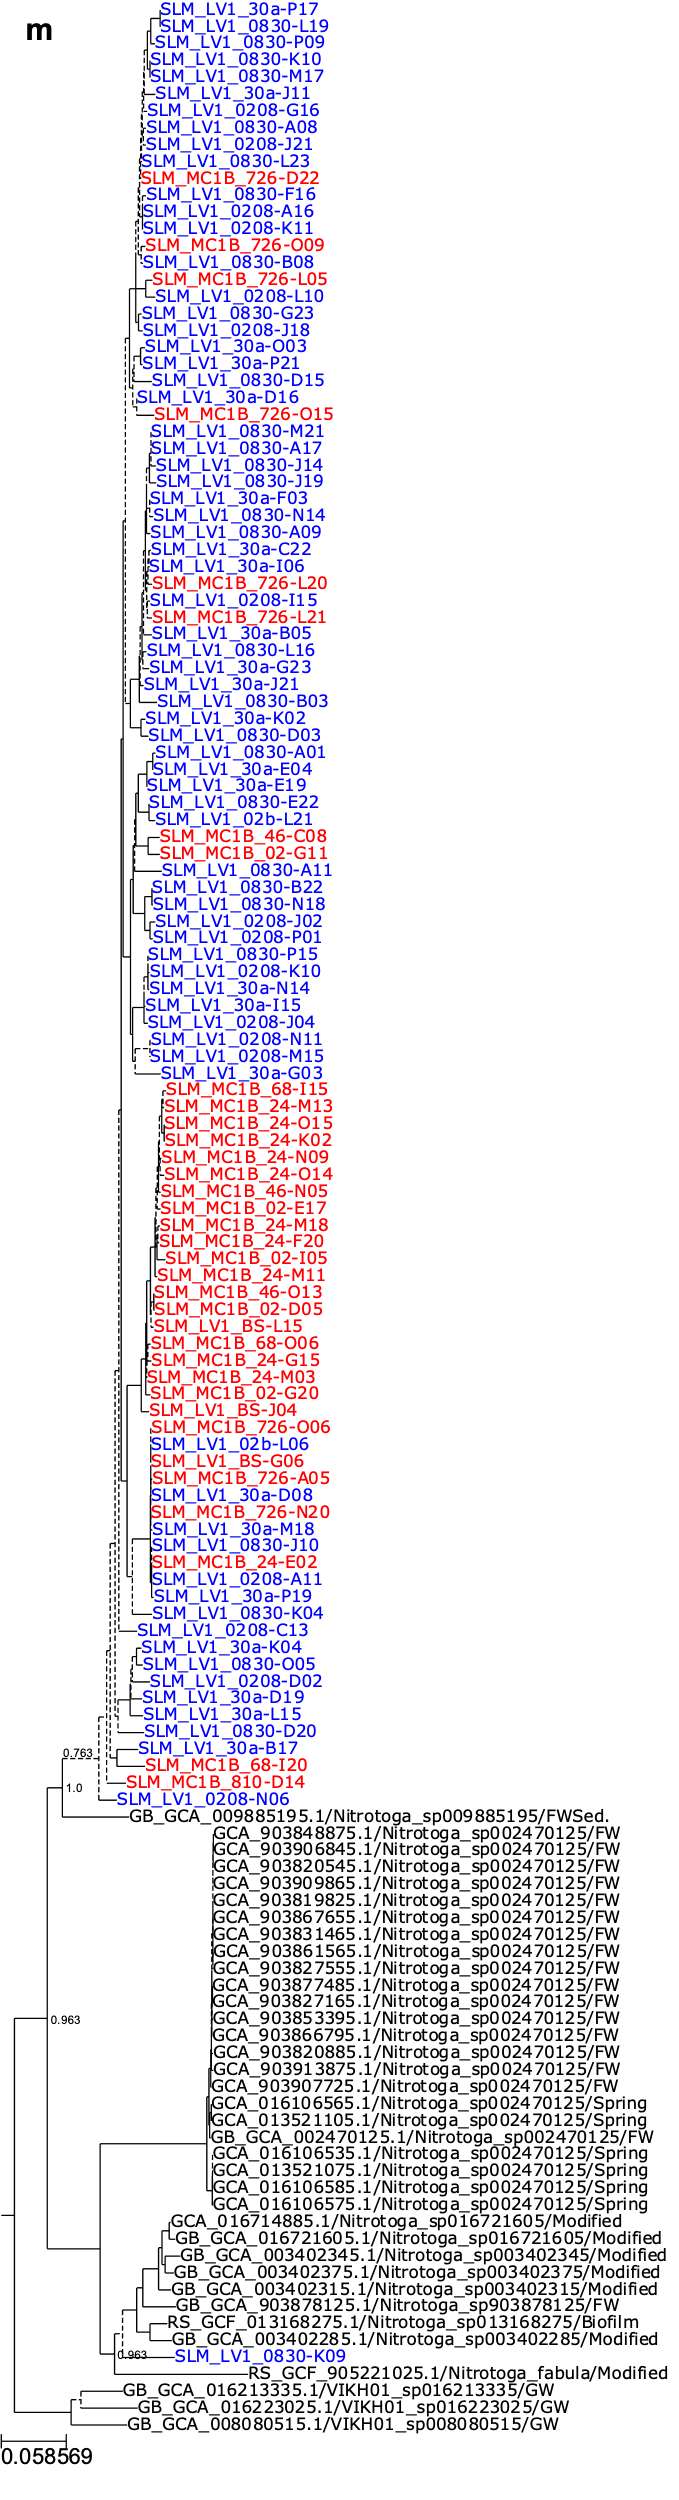 m
SLM_LV1_30a-P17
SLM_LV1_0830-L19
SLM_LV1_0830-P09
SLM_LV1_0830-K10
SLM_LV1_0830-M17
SLM_LV1_30a-J11
SLM_LV1_0208-G16
SLM_LV1_0830-A08
SLM_LV1_0208-J21
SLM_LV1_0830-L23
SLM_MC1B_726-D22
SLM_LV1_0830-F16
SLM_LV1_0208-A16
SLM_LV1_0208-K11
SLM_MC1B_726-O09
SLM_LV1_0830-B08
SLM_MC1B_726-L05
SLM_LV1_0208-L10
SLM_LV1_0830-G23
SLM_LV1_0208-J18
SLM_LV1_30a-O03
SLM_LV1_30a-P21
SLM_LV1_0830-D15
SLM_LV1_30a-D16
SLM_MC1B_726-O15
SLM_LV1_0830-M21
SLM_LV1_0830-A17
SLM_LV1_0830-J14
SLM_LV1_0830-J19
SLM_LV1_30a-F03
SLM_LV1_0830-N14
SLM_LV1_0830-A09
SLM_LV1_30a-C22
SLM_LV1_30a-I06
SLM_MC1B_726-L20
SLM_LV1_0208-I15
SLM_MC1B_726-L21
SLM_LV1_30a-B05
SLM_LV1_0830-L16
SLM_LV1_30a-G23
SLM_LV1_30a-J21
SLM_LV1_0830-B03
SLM_LV1_30a-K02
SLM_LV1_0830-D03
SLM_LV1_0830-A01
SLM_LV1_30a-E04
SLM_LV1_30a-E19
SLM_LV1_0830-E22
SLM_LV1_02b-L21
SLM_MC1B_46-C08
SLM_MC1B_02-G11
SLM_LV1_0830-A11
SLM_LV1_0830-B22
SLM_LV1_0830-N18
SLM_LV1_0208-J02
SLM_LV1_0208-P01
SLM_LV1_0830-P15
SLM_LV1_0208-K10
SLM_LV1_30a-N14
SLM_LV1_30a-I15
SLM_LV1_0208-J04
SLM_LV1_0208-N11
SLM_LV1_0208-M15
SLM_LV1_30a-G03
SLM_MC1B_68-I15
SLM_MC1B_24-M13
SLM_MC1B_24-O15
SLM_MC1B_24-K02
SLM_MC1B_24-N09
SLM_MC1B_24-O14
SLM_MC1B_46-N05
SLM_MC1B_02-E17
SLM_MC1B_24-M18
SLM_MC1B_24-F20
SLM_MC1B_02-I05
SLM_MC1B_24-M11
SLM_MC1B_46-O13
SLM_MC1B_02-D05
SLM_LV1_BS-L15
SLM_MC1B_68-O06
SLM_MC1B_24-G15
SLM_MC1B_24-M03
SLM_MC1B_02-G20
SLM_LV1_BS-J04
SLM_MC1B_726-O06
SLM_LV1_02b-L06
SLM_LV1_BS-G06
SLM_MC1B_726-A05
SLM_LV1_30a-D08
SLM_MC1B_726-N20
SLM_LV1_30a-M18
SLM_LV1_0830-J10
SLM_MC1B_24-E02
SLM_LV1_0208-A11
SLM_LV1_30a-P19
SLM_LV1_0830-K04
SLM_LV1_0208-C13
SLM_LV1_30a-K04
SLM_LV1_0830-O05
SLM_LV1_0208-D02
SLM_LV1_30a-D19
SLM_LV1_30a-L15
SLM_LV1_0830-D20
SLM_LV1_30a-B17
0.763
SLM_MC1B_68-I20
SLM_MC1B_810-D14
1.0
SLM_LV1_0208-N06
GB_GCA_009885195.1/Nitrotoga_sp009885195/FWSed.
GCA_903848875.1/Nitrotoga_sp002470125/FW
GCA_903906845.1/Nitrotoga_sp002470125/FW
GCA_903820545.1/Nitrotoga_sp002470125/FW
GCA_903909865.1/Nitrotoga_sp002470125/FW
GCA_903819825.1/Nitrotoga_sp002470125/FW
GCA_903867655.1/Nitrotoga_sp002470125/FW
GCA_903831465.1/Nitrotoga_sp002470125/FW
GCA_903861565.1/Nitrotoga_sp002470125/FW
GCA_903827555.1/Nitrotoga_sp002470125/FW
GCA_903877485.1/Nitrotoga_sp002470125/FW
GCA_903827165.1/Nitrotoga_sp002470125/FW
GCA_903853395.1/Nitrotoga_sp002470125/FW
0.963
GCA_903866795.1/Nitrotoga_sp002470125/FW
GCA_903820885.1/Nitrotoga_sp002470125/FW
GCA_903913875.1/Nitrotoga_sp002470125/FW
GCA_903907725.1/Nitrotoga_sp002470125/FW
GCA_016106565.1/Nitrotoga_sp002470125/Spring
GCA_013521105.1/Nitrotoga_sp002470125/Spring
GB_GCA_002470125.1/Nitrotoga_sp002470125/FW
GCA_016106535.1/Nitrotoga_sp002470125/Spring
GCA_013521075.1/Nitrotoga_sp002470125/Spring
GCA_016106585.1/Nitrotoga_sp002470125/Spring
GCA_016106575.1/Nitrotoga_sp002470125/Spring
GCA_016714885.1/Nitrotoga_sp016721605/Modified
GB_GCA_016721605.1/Nitrotoga_sp016721605/Modified
GB_GCA_003402345.1/Nitrotoga_sp003402345/Modified
GB_GCA_003402375.1/Nitrotoga_sp003402375/Modified
GB_GCA_003402315.1/Nitrotoga_sp003402315/Modified
GB_GCA_903878125.1/Nitrotoga_sp903878125/FW
RS_GCF_013168275.1/Nitrotoga_sp013168275/Biofilm
GB_GCA_003402285.1/Nitrotoga_sp003402285/Modified
0.963
SLM_LV1_0830-K09
RS_GCF_905221025.1/Nitrotoga_fabula/Modified
GB_GCA_016213335.1/VIKH01_sp016213335/GW
GB_GCA_016223025.1/VIKH01_sp016223025/GW
GB_GCA_008080515.1/VIKH01_sp008080515/GW
0.058569